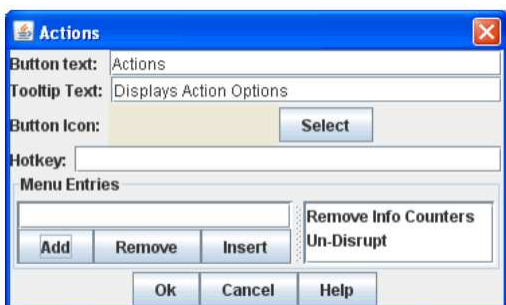 Actions
Button text: Actions
Tooltip Text: Displays Action Options
Button Icon: Select
Hotkey:
Menu Entries
Remove Info Counters
Un-Disrupt
Add Remove Insert
Ok Cancel Help